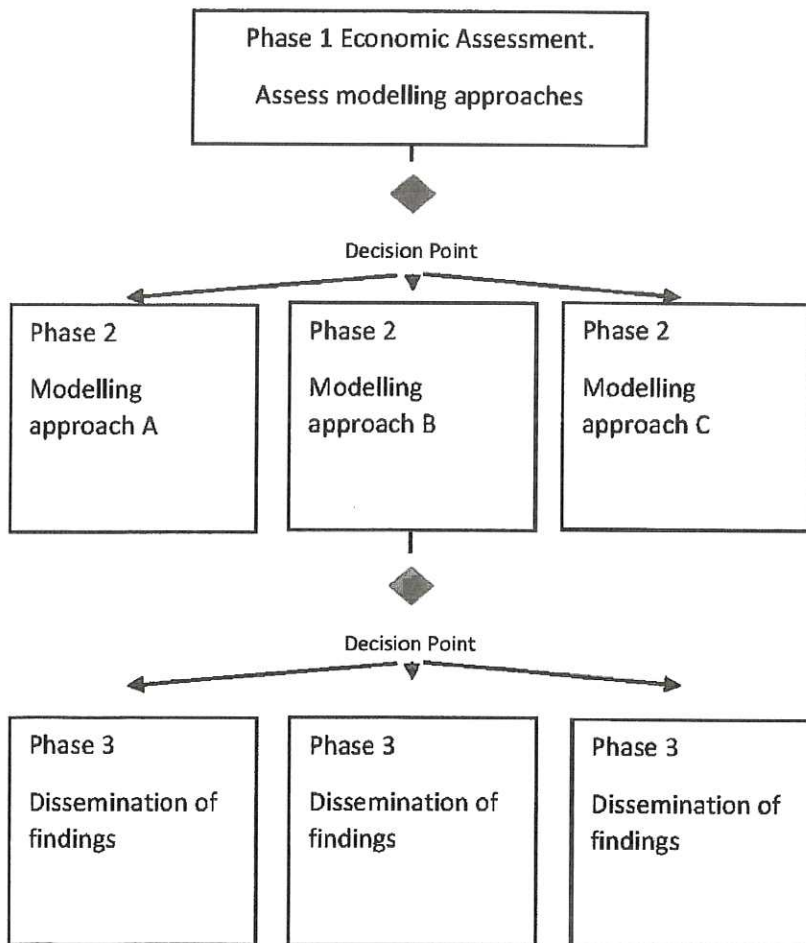 Phase 1 Economic Assessment.
Assess modelling approaches
Decision Point
Phase 2
Modelling
approach A
Phase 2
Modelling
approach B
Phase 2
Modelling
approach C
Decision Point
Phase 3
Dissemination of
findings
Phase 3
Dissemination of
findings
Phase 3
Dissemination of
findings